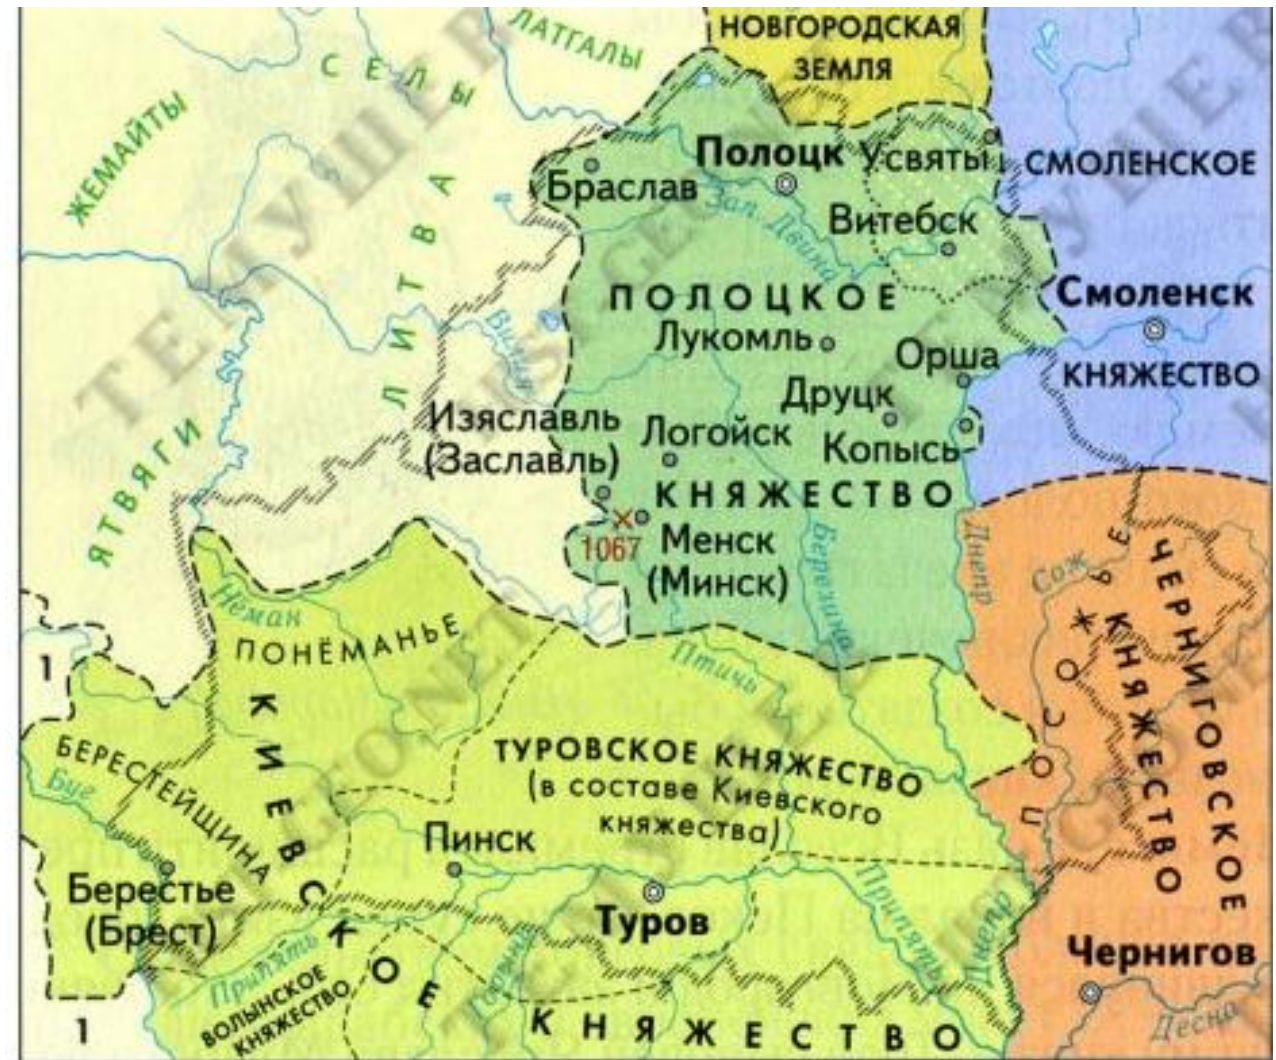 ЛАТГАЛЫ
НОВГОРОДСКАЯ
ЗЕМЛЯ
СЕЛЫ
ЖЕМАЙТЫ
ЛИТВА
ЯТВЯГИ
Браслав
Полоцк
Усвяты
СМОЛЕНСКОЕ
Зап. Двина
Витебск
ПОЛОЦКОЕ
Смоленск
Вилия
Лукомль
Орша
КНЯЖЕСТВО
Друцк
Изяславль
(Заславль)
Логойск
Копысь
КНЯЖЕСТВО
1067
Менск
(Минск)
Березина
Днепр
Сож
ПОСОЖЬЕ
ЧЕРНИГОВСКОЕ
КНЯЖЕСТВО
Нёман
ПОНЁМАНЬЕ
Птичь
1
КИЕВСКОЕ
БЕРЕСТЕЙЩИНА
Буг
ТУРОВСКОЕ КНЯЖЕСТВО
(в составе Киевского
княжества)
Пинск
Берестье
(Брест)
Туров
Припять
Днепр
Припять
Горынь
ВОЛЫНСКОЕ
КНЯЖЕСТВО
Чернигов
Десна
1
КНЯЖЕСТВО